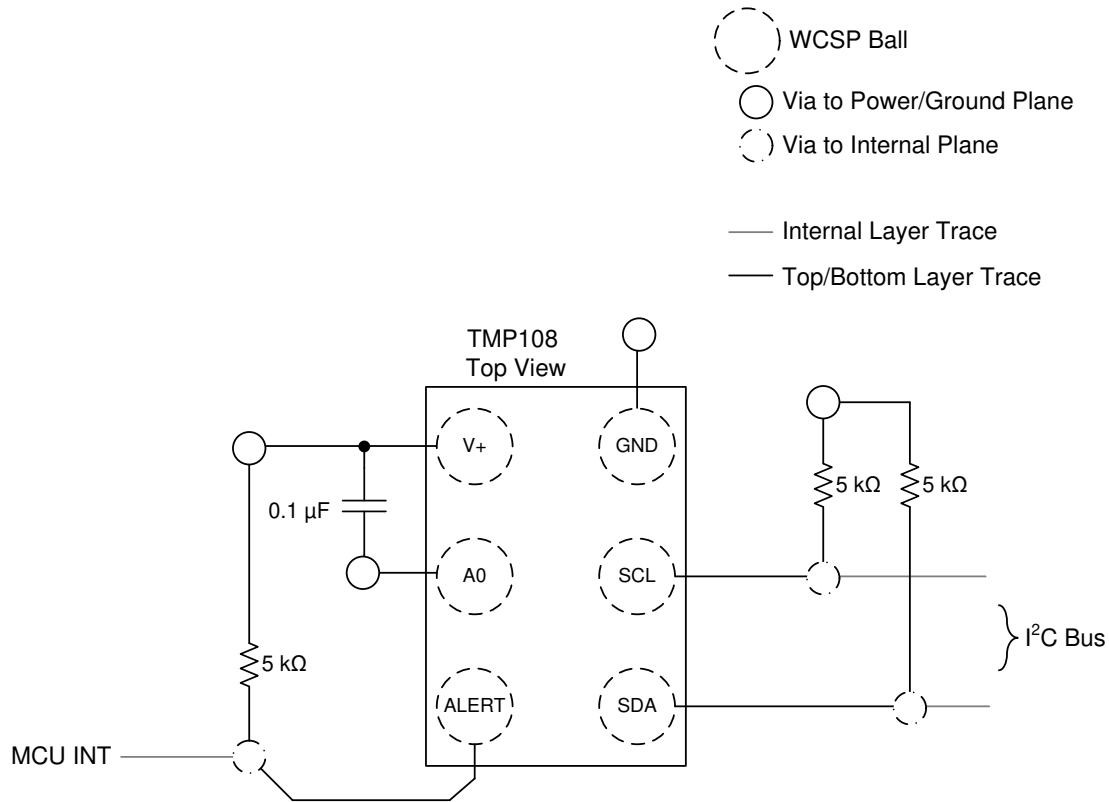 WCSP Ball
Via to Power/Ground Plane
Via to Internal Plane
Internal Layer Trace
Top/Bottom Layer Trace
TMP108
Top View
V+
GND
0.1 µF
5 kΩ
5 kΩ
A0
SCL
I²C Bus
5 kΩ
ALERT
SDA
MCU INT